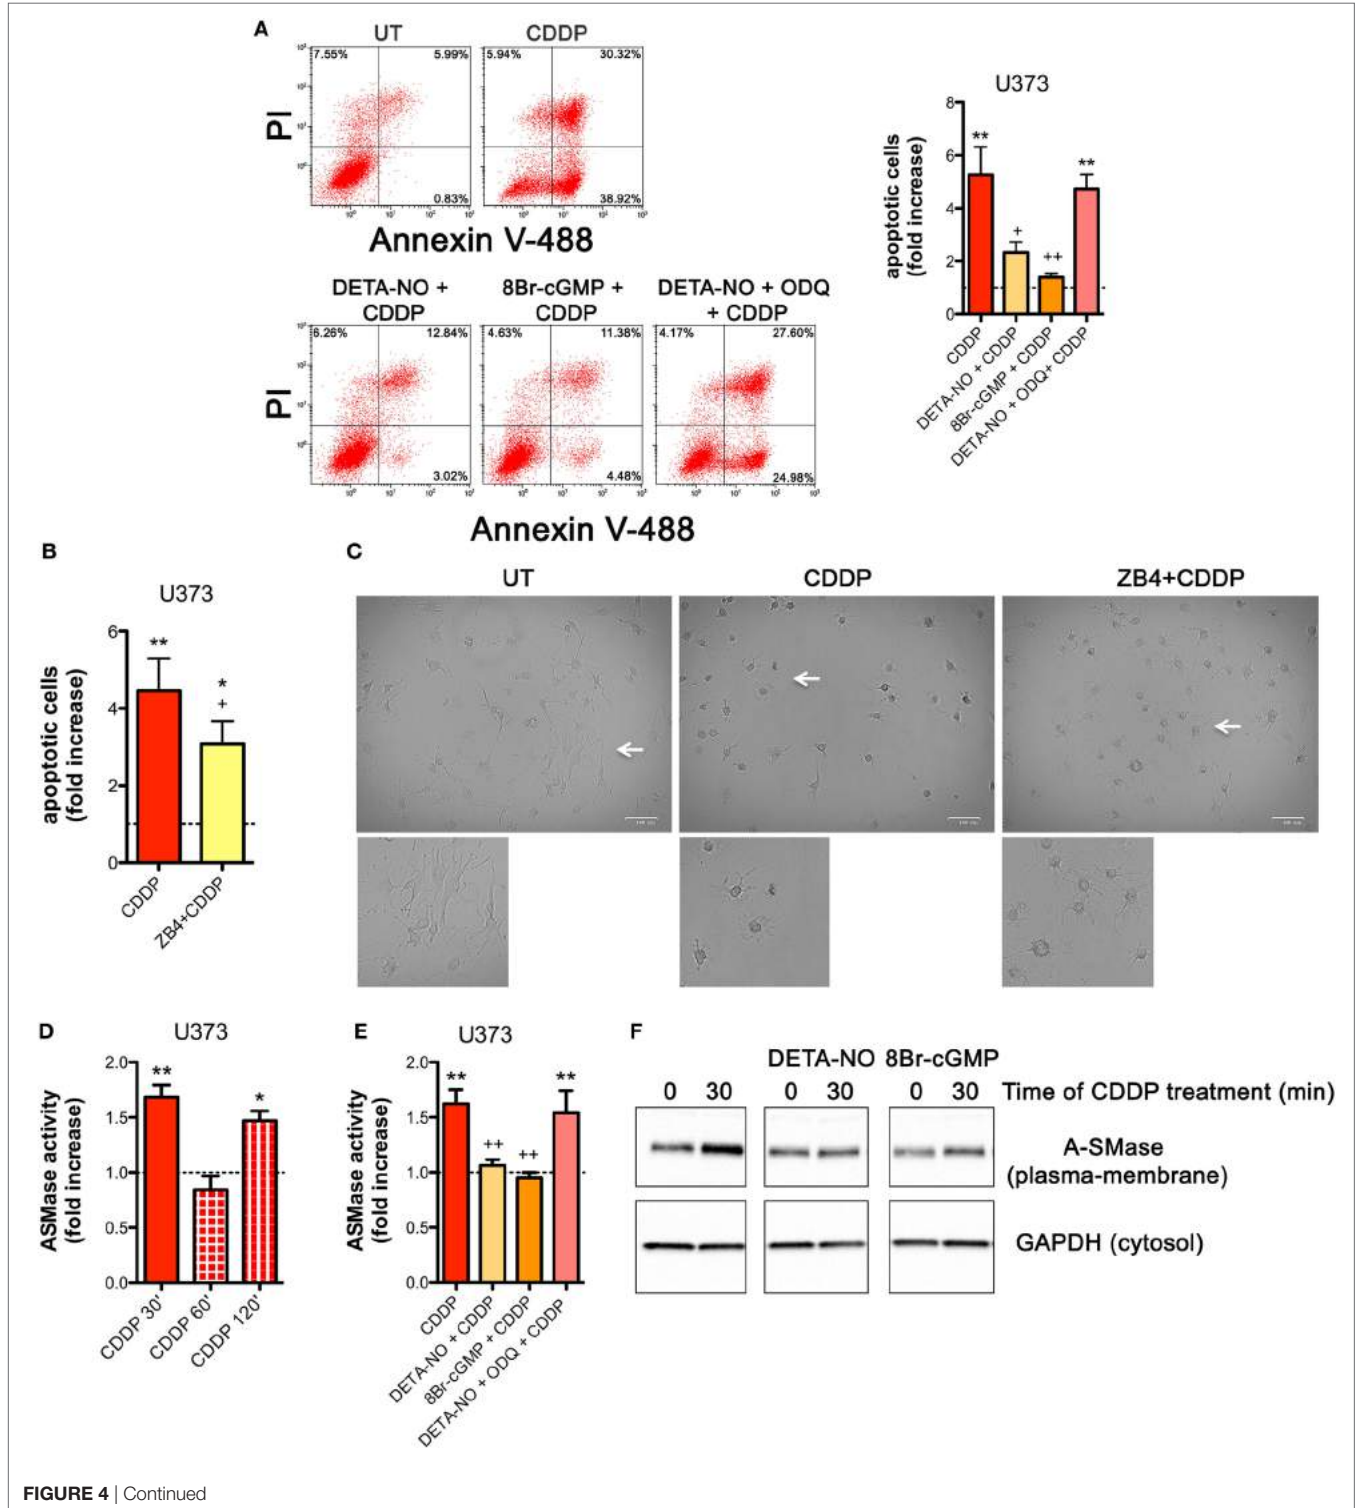 A
UT
CDDP
7.55%
5.99%
5.94%
30.32%
PI
0.83%
38.92%
Annexin V-488
DETA-NO +
CDDP
8Br-cGMP +
CDDP
DETA-NO + ODQ
+ CDDP
6.26%
12.84%
4.63%
11.38%
4.17%
27.60%
PI
3.02%
4.48%
24.98%
Annexin V-488
U373
apoptotic cells
(fold increase)
8
6
4
2
0
**
+
++
**
CDDP
DETA-NO + CDDP
8Br-cGMP + CDDP
DETA-NO + ODQ+ CDDP
B
U373
apoptotic cells
(fold increase)
6
4
2
0
**
*
+
CDDP
ZB4+CDDP
C
UT
CDDP
ZB4+CDDP
D
U373
ASMase activity
(fold increase)
2.0
1.5
1.0
0.5
0.0
**
*
CDDP 30'
CDDP 60'
CDDP 120'
E
U373
ASMase activity
(fold increase)
2.0
1.5
1.0
0.5
0.0
**
++
++
**
CDDP
DETA-NO + CDDP
8Br-cGMP + CDDP
DETA-NO + ODQ + CDDP
F
DETA-NO 8Br-cGMP
0 30 0 30 0 30 Time of CDDP treatment (min)
A-SMase
(plasma-membrane)
GAPDH (cytosol)
FIGURE 4 | Continued